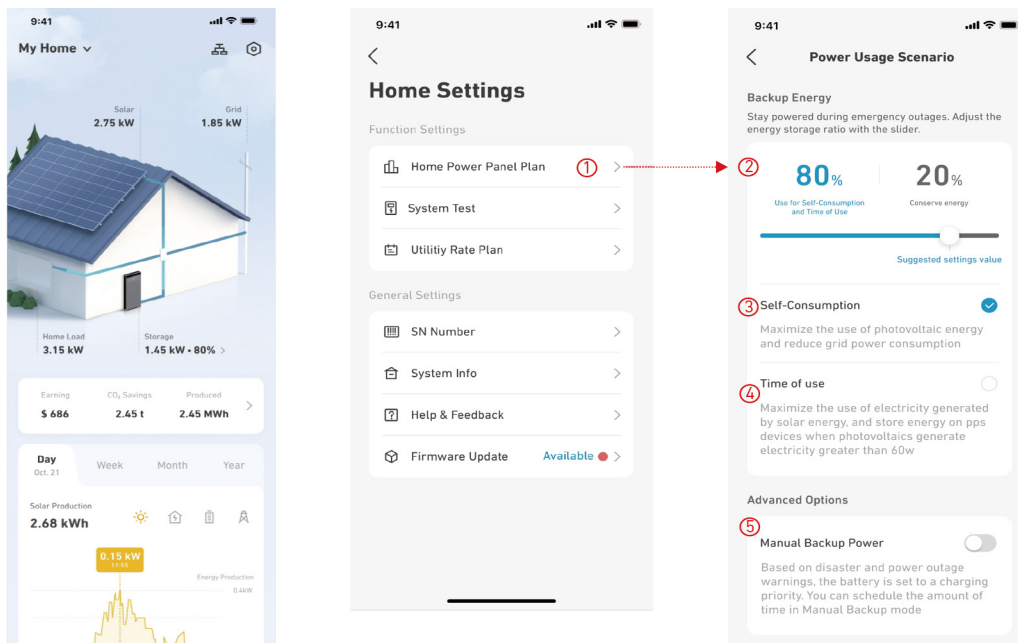 9:41
My Home
Solar
2.75 kW
Grid
1.85 kW
Home Load
3.15 kW
Storage
1.45 kW • 80% >
Earning
$ 686
CO₂ Savings
2.45 t
Produced
2.45 MWh
Day
Oct. 21
Week
Month
Year
Solar Production
2.68 kWh
0.15 kW
11:55
Energy Production
0.4kW
9:41
Home Settings
Function Settings
Home Power Panel Plan
①
System Test
Utilitiy Rate Plan
General Settings
SN Number
System Info
Help & Feedback
Firmware Update
Available
9:41
Power Usage Scenario
Backup Energy
Stay powered during emergency outages. Adjust the
energy storage ratio with the slider.
②
80%
Use for Self-Consumption
and Time of Use
20%
Conserve energy
Suggested settings value
③
Self-Consumption
Maximize the use of photovoltaic energy
and reduce grid power consumption
④
Time of use
Maximize the use of electricity generated
by solar energy, and store energy on pps
devices when photovoltaics generate
electricity greater than 60w
Advanced Options
⑤
Manual Backup Power
Based on disaster and power outage
warnings, the battery is set to a charging
priority. You can schedule the amount of
time in Manual Backup mode